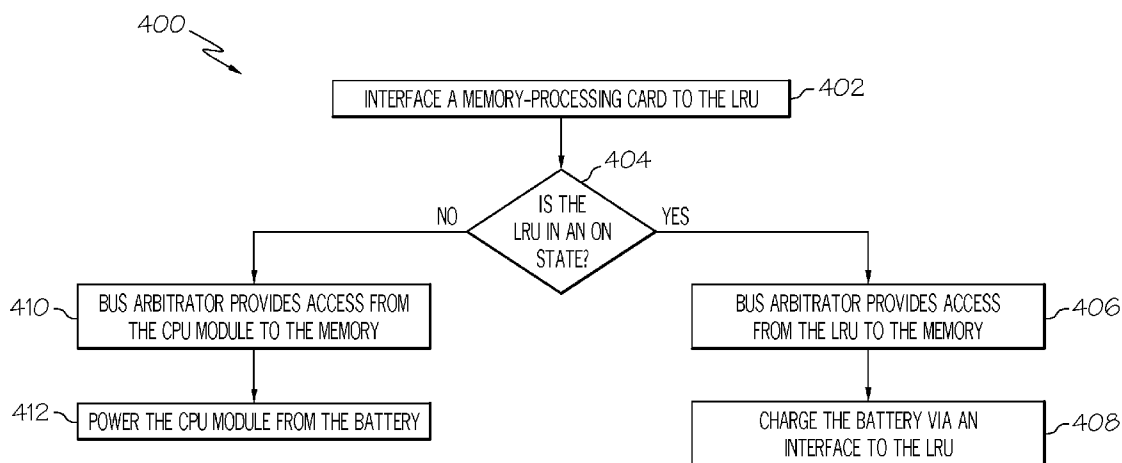 400
INTERFACE A MEMORY-PROCESSING CARD TO THE LRU
402
404
IS THE
LRU IN AN ON
STATE?
NO
YES
410
BUS ARBITRATOR PROVIDES ACCESS FROM
THE CPU MODULE TO THE MEMORY
BUS ARBITRATOR PROVIDES ACCESS
FROM THE LRU TO THE MEMORY
406
412
POWER THE CPU MODULE FROM THE BATTERY
CHARGE THE BATTERY VIA AN
INTERFACE TO THE LRU
408